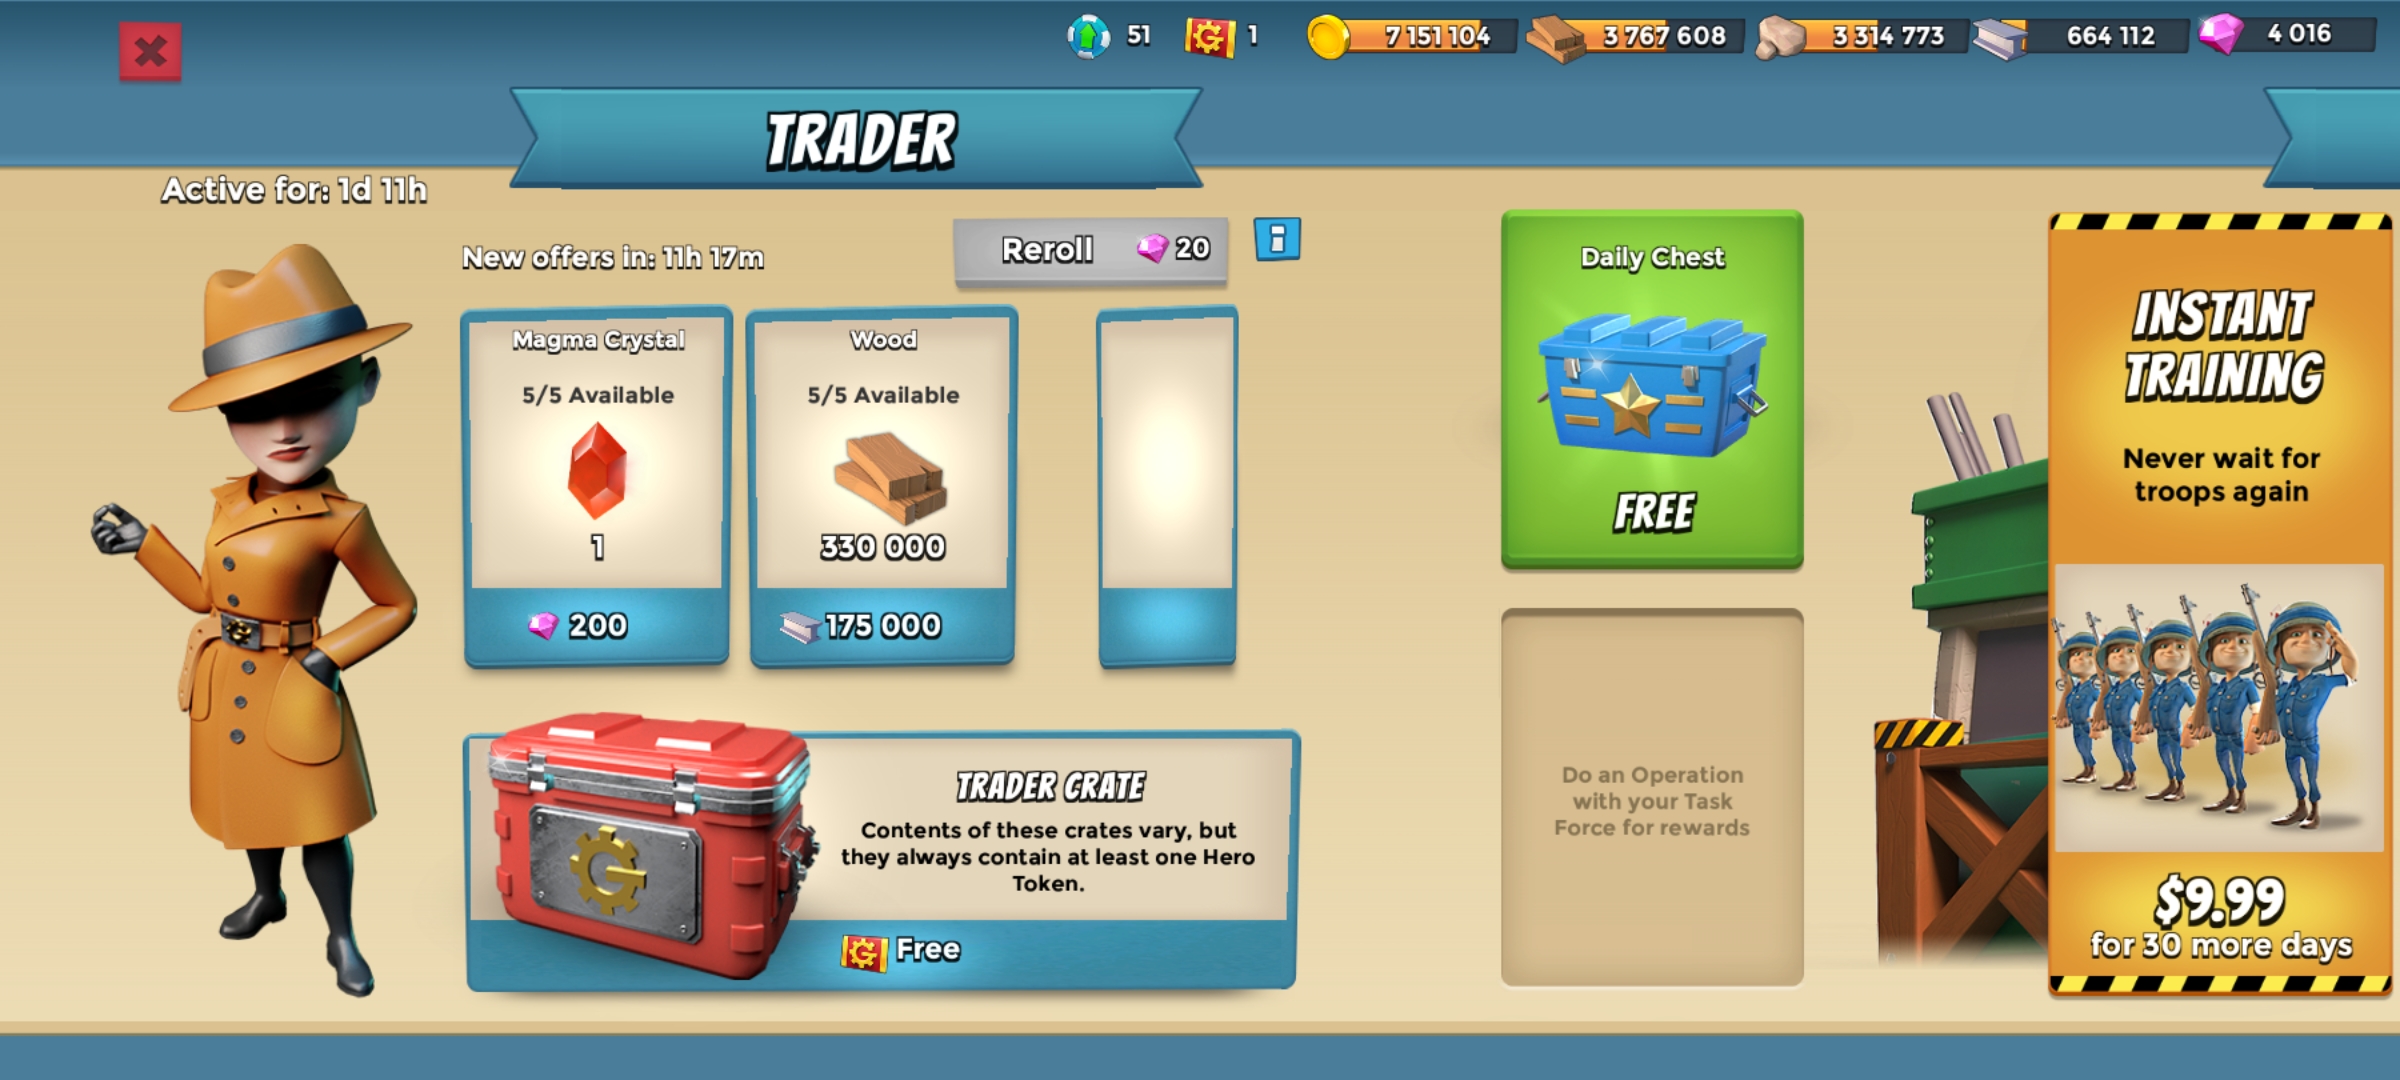 51
1
7 151 104
3 767 608
3 314 773
664 112
4 016
TRADER
Active for: 1d 11h
New offers in: 11h 17m
Reroll 20
i
Magma Crystal
5/5 Available
1
200
Wood
5/5 Available
330 000
175 000
TRADER CRATE
Contents of these crates vary, but
they always contain at least one Hero
Token.
Free
Daily Chest
FREE
Do an Operation
with your Task
Force for rewards
INSTANT
TRAINING
Never wait for
troops again
$9.99
for 30 more days